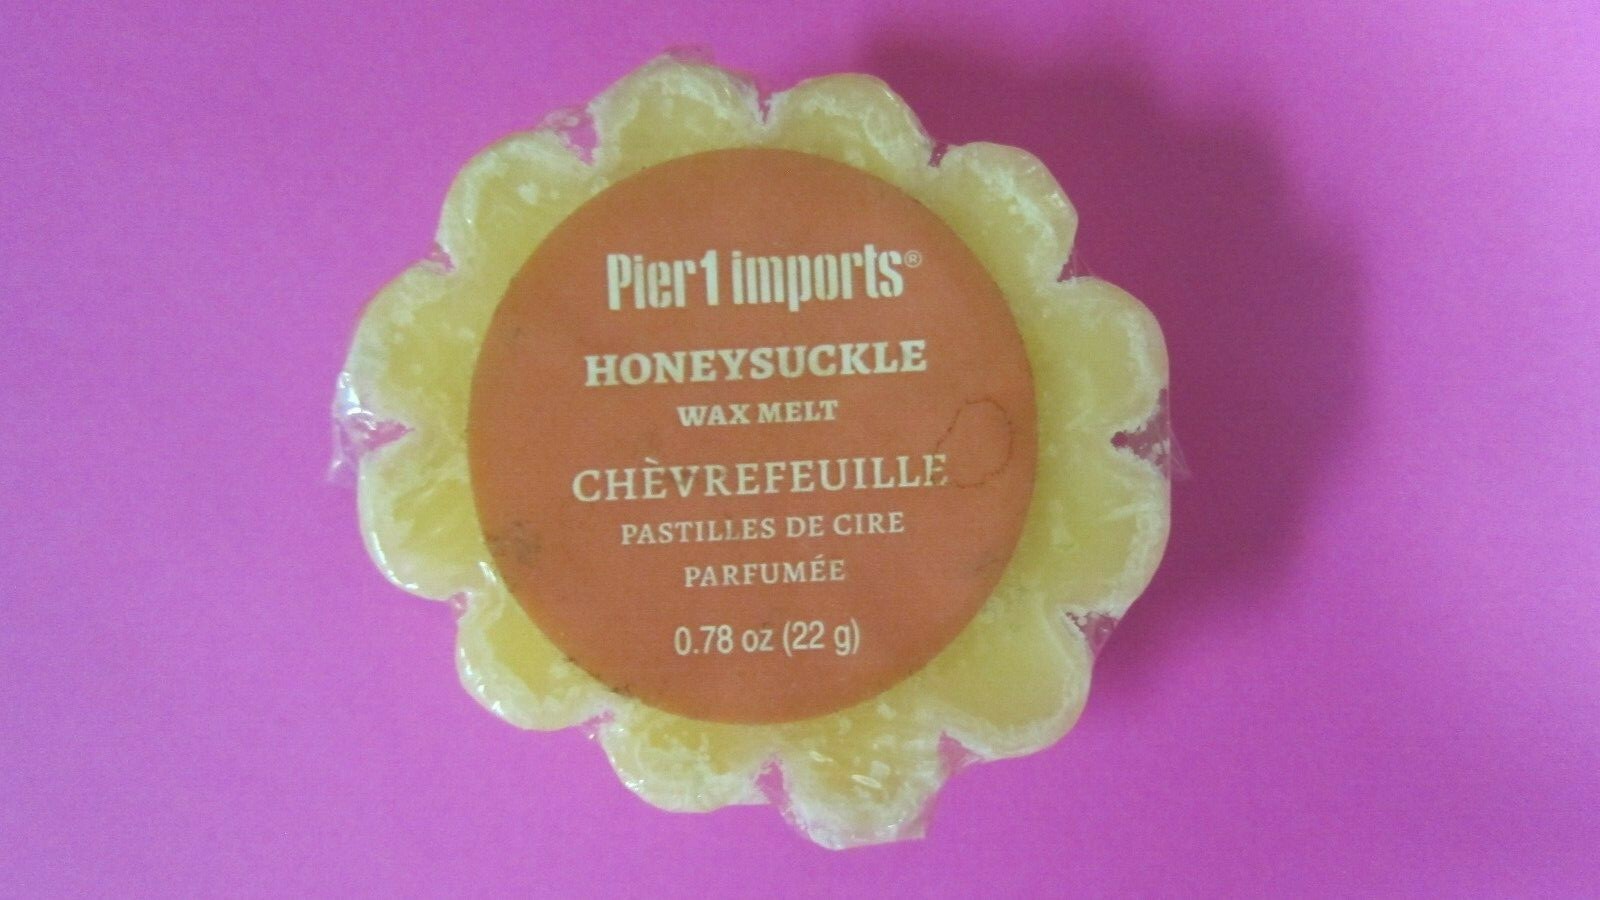 Pier1 imports®
HONEYSUCKLE
WAX MELT
CHÈVREFEUILLE
PASTILLES DE CIRE
PARFUMÉE
0.78 oz (22 g)